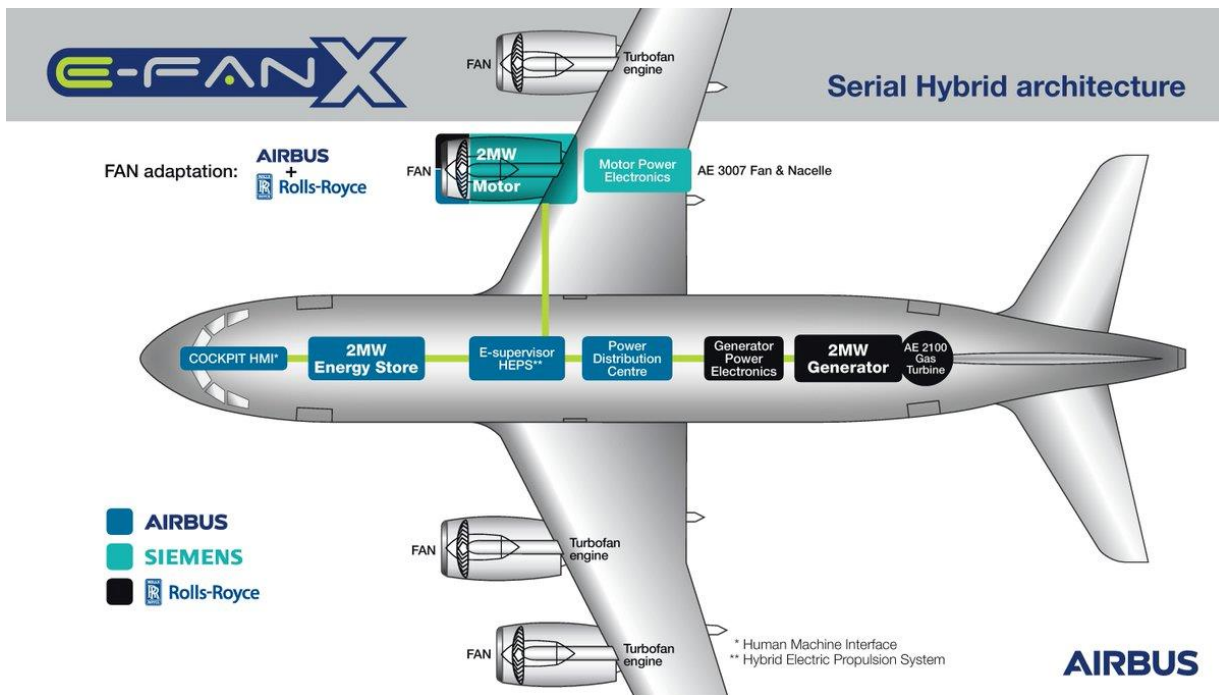 E-FAN X
Serial Hybrid architecture
FAN
Turbofan
engine
FAN adaptation:
AIRBUS
+
Rolls-Royce
FAN
2MW
Motor
Motor Power
Electronics
AE 3007 Fan & Nacelle
COCKPIT HMI*
2MW
Energy Store
E-supervisor
HEPS**
Power
Distribution
Centre
Generator
Power
Electronics
2MW
Generator
AE 2100
Gas
Turbine
AIRBUS
SIEMENS
Rolls-Royce
FAN
Turbofan
engine
FAN
Turbofan
engine
* Human Machine Interface
** Hybrid Electric Propulsion System
AIRBUS